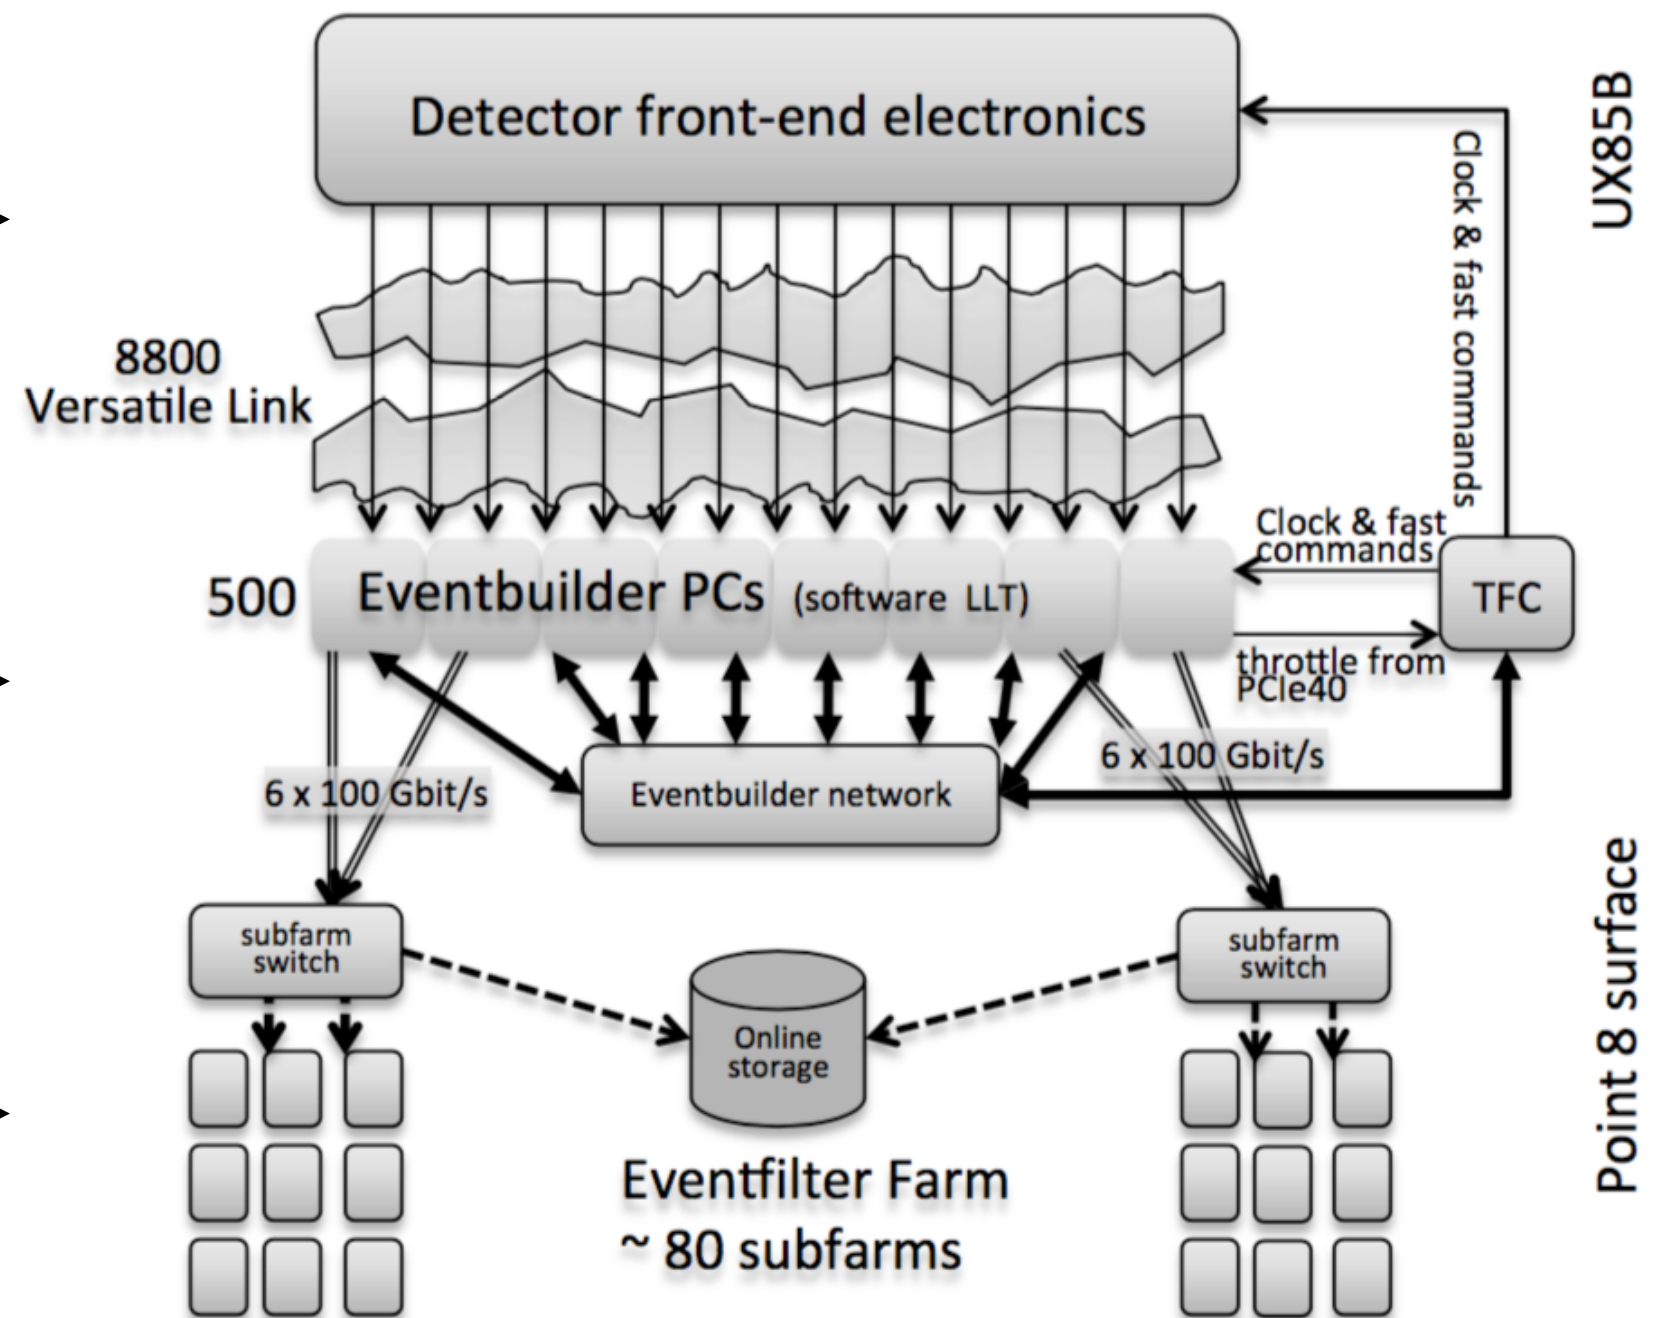 Detector front-end electronics
UX85B
Clock & fast commands
8800
Versatile Link
Clock & fast
commands
500
Eventbuilder PCs (software LLT)
TFC
throttle from
PCIe40
6 x 100 Gbit/s
6 x 100 Gbit/s
Eventbuilder network
Point 8 surface
subfarm
switch
subfarm
switch
Online
storage
Eventfilter Farm
~ 80 subfarms